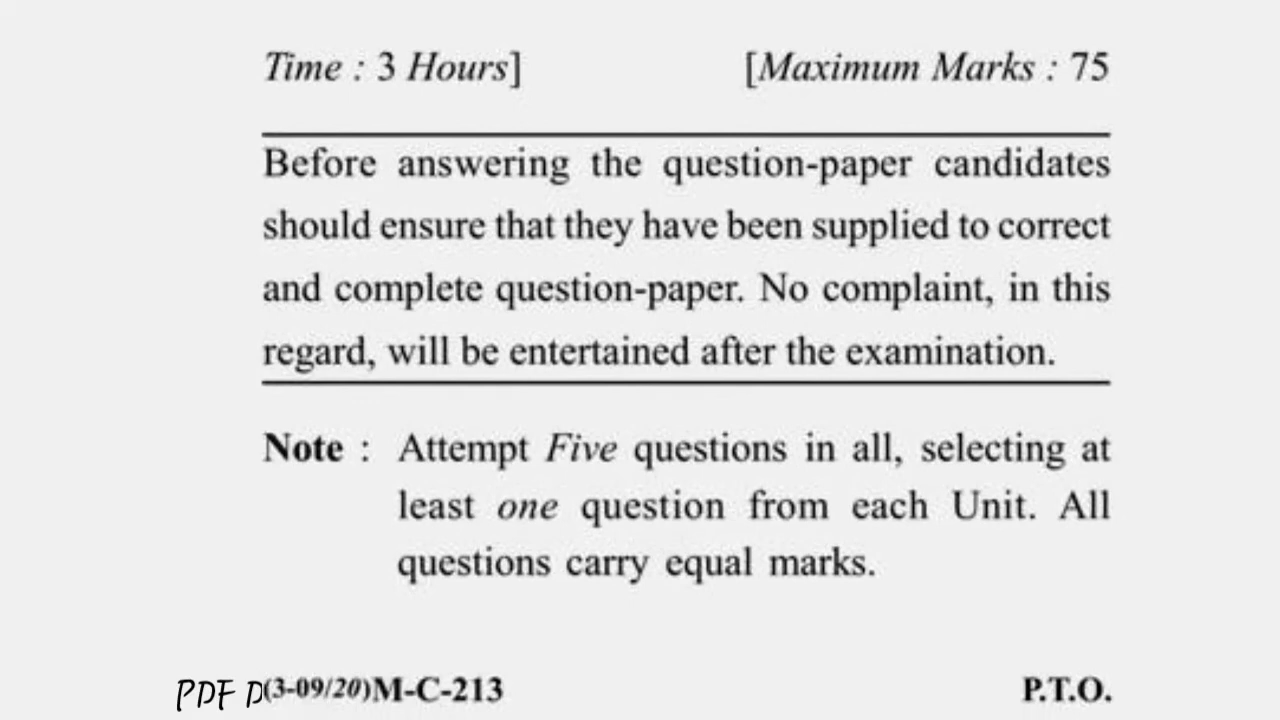 Time : 3 Hours] [Maximum Marks : 75
Before answering the question-paper candidates
should ensure that they have been supplied to correct
and complete question-paper. No complaint, in this
regard, will be entertained after the examination.
Note : Attempt Five questions in all, selecting at
least one question from each Unit. All
questions carry equal marks.
PDF D(3-09/20)M-C-213 P.T.O.